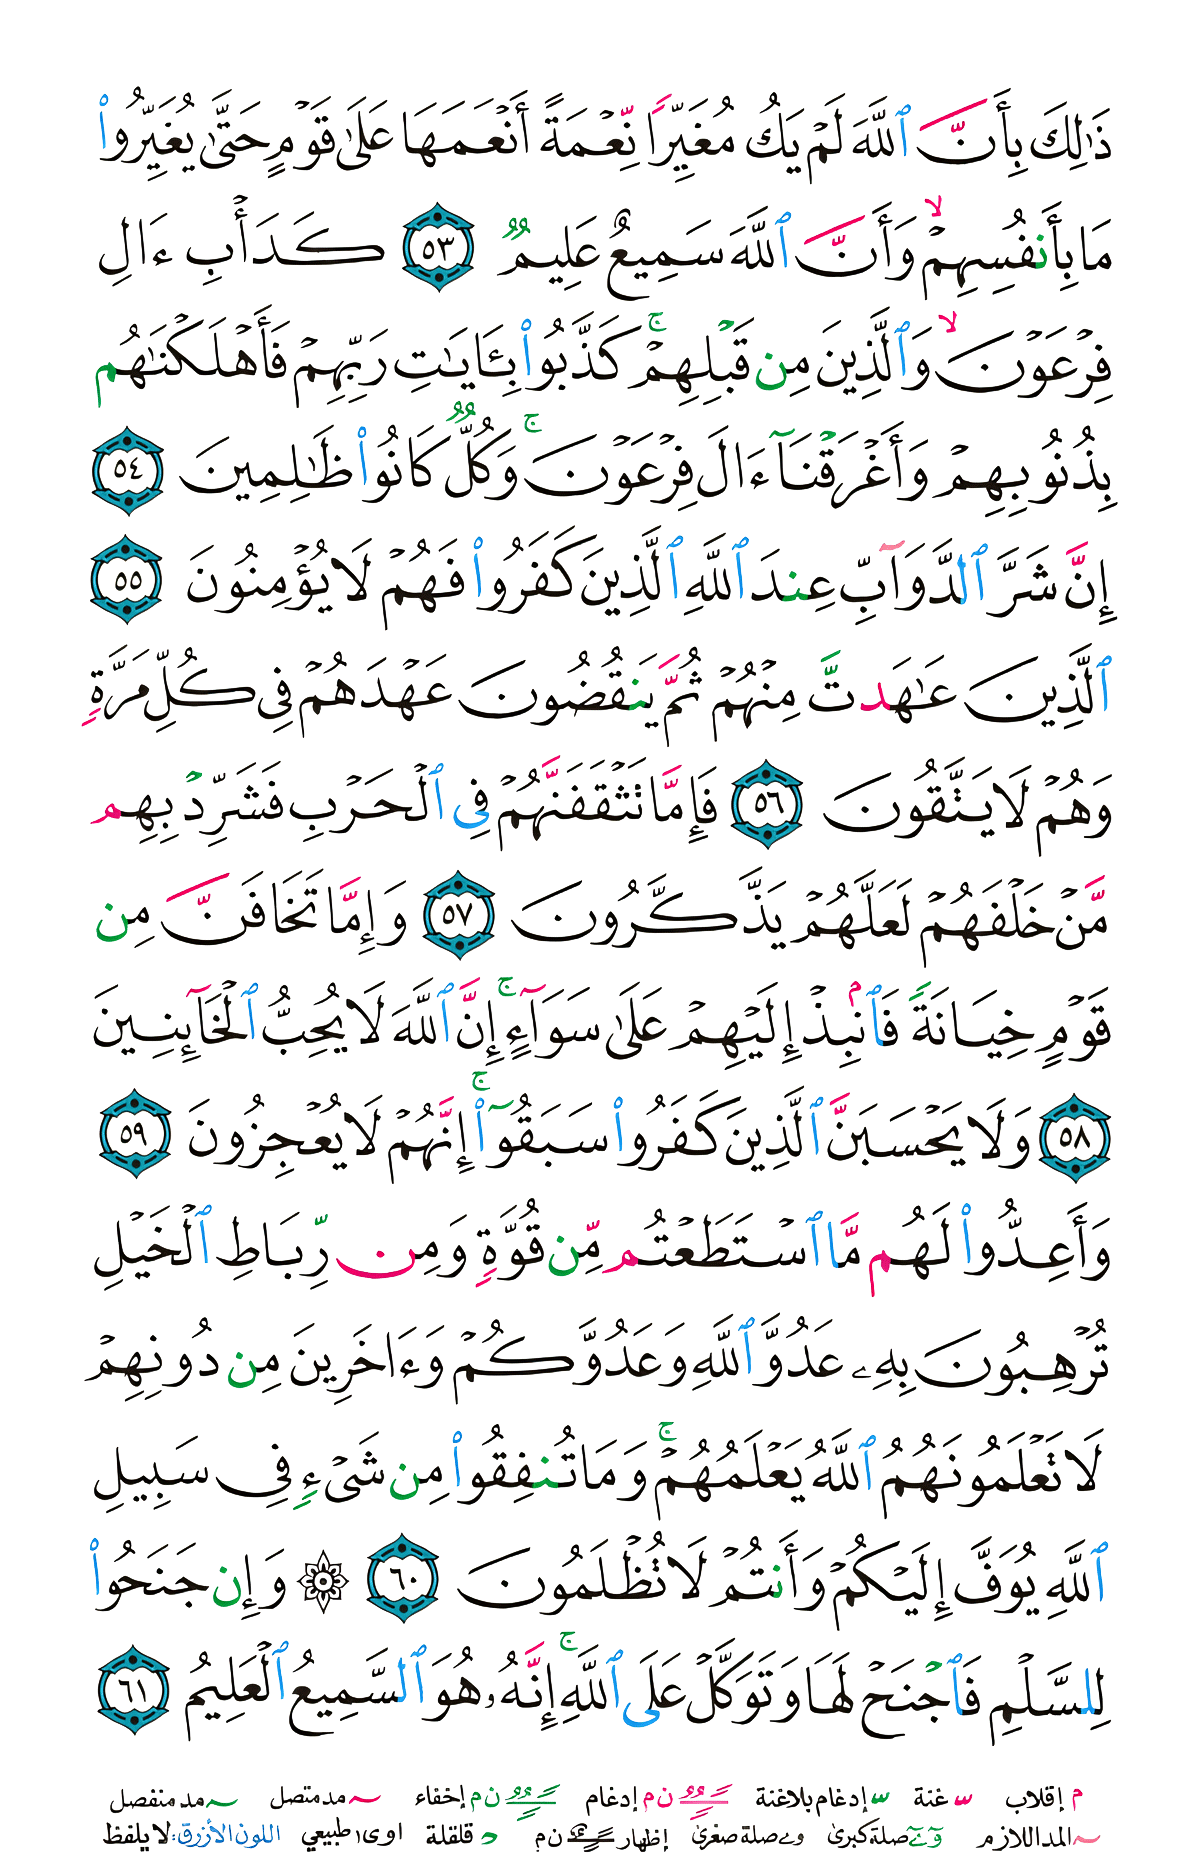 ذَٰلِكَ بِأَنَّ ٱللَّهَ لَمۡ يَكُ مُغَيِّرٗا نِّعۡمَةً أَنۡعَمَهَا عَلَىٰ قَوۡمٍ حَتَّىٰ يُغَيِّرُواْ
مَا بِأَنفُسِهِمۡۙ وَأَنَّ ٱللَّهَ سَمِيعٌ عَلِيمٞ ٥٣ كَدَأۡبِ ءَالِ
فِرۡعَوۡنَۙ وَٱلَّذِينَ مِن قَبۡلِهِمۡۚ كَذَّبُواْ بِـَٔايَٰتِ رَبِّهِمۡ فَأَهۡلَكۡنَٰهُم
بِذُنُوبِهِمۡ وَأَغۡرَقۡنَآ ءَالَ فِرۡعَوۡنَۚ وَكُلّٞ كَانُواْ ظَٰلِمِينَ ٥٤
إِنَّ شَرَّ ٱلدَّوَآبِّ عِندَ ٱللَّهِ ٱلَّذِينَ كَفَرُواْ فَهُمۡ لَا يُؤۡمِنُونَ ٥٥
ٱلَّذِينَ عَٰهَدتَّ مِنۡهُمۡ ثُمَّ يَنقُضُونَ عَهۡدَهُمۡ فِي كُلِّ مَرَّةٖ
وَهُمۡ لَا يَتَّقُونَ ٥٦ فَإِمَّا تَثۡقَفَنَّهُمۡ فِي ٱلۡحَرۡبِ فَشَرِّدۡ بِهِم
مَّنۡ خَلۡفَهُمۡ لَعَلَّهُمۡ يَذَّكَّرُونَ ٥٧ وَإِمَّا تَخَافَنَّ مِن
قَوۡمٍ خِيَانَةٗ فَٱنۢبِذۡ إِلَيۡهِمۡ عَلَىٰ سَوَآءٍۚ إِنَّ ٱللَّهَ لَا يُحِبُّ ٱلۡخَآئِنِينَ
٥٨ وَلَا يَحۡسَبَنَّ ٱلَّذِينَ كَفَرُواْ سَبَقُوٓاْۚ إِنَّهُمۡ لَا يُعۡجِزُونَ ٥٩
وَأَعِدُّواْ لَهُم مَّا ٱسۡتَطَعۡتُم مِّن قُوَّةٖ وَمِن رِّبَاطِ ٱلۡخَيۡلِ
تُرۡهِبُونَ بِهِۦ عَدُوَّ ٱللَّهِ وَعَدُوَّكُمۡ وَءَاخَرِينَ مِن دُونِهِمۡ
لَا تَعۡلَمُونَهُمُ ٱللَّهُ يَعۡلَمُهُمۡۚ وَمَا تُنفِقُواْ مِن شَيۡءٖ فِي سَبِيلِ
ٱللَّهِ يُوَفَّ إِلَيۡكُمۡ وَأَنتُمۡ لَا تُظۡلَمُونَ ٦٠ ۞ وَإِن جَنَحُواْ
لِلسَّلۡمِ فَٱجۡنَحۡ لَهَا وَتَوَكَّلۡ عَلَى ٱللَّهِۚ إِنَّهُۥ هُوَ ٱلسَّمِيعُ ٱلۡعَلِيمُ ٦١
م إقلاب غنة إدغام بلاغنة ن م إدغام ن م إخفاء مد متصل مد منفصل
المد اللازم صلة كبرى و ے صلة صغرى إظهار ن م قلقلة ا و ى طبيعي اللون الأزرق: لا يلفظ